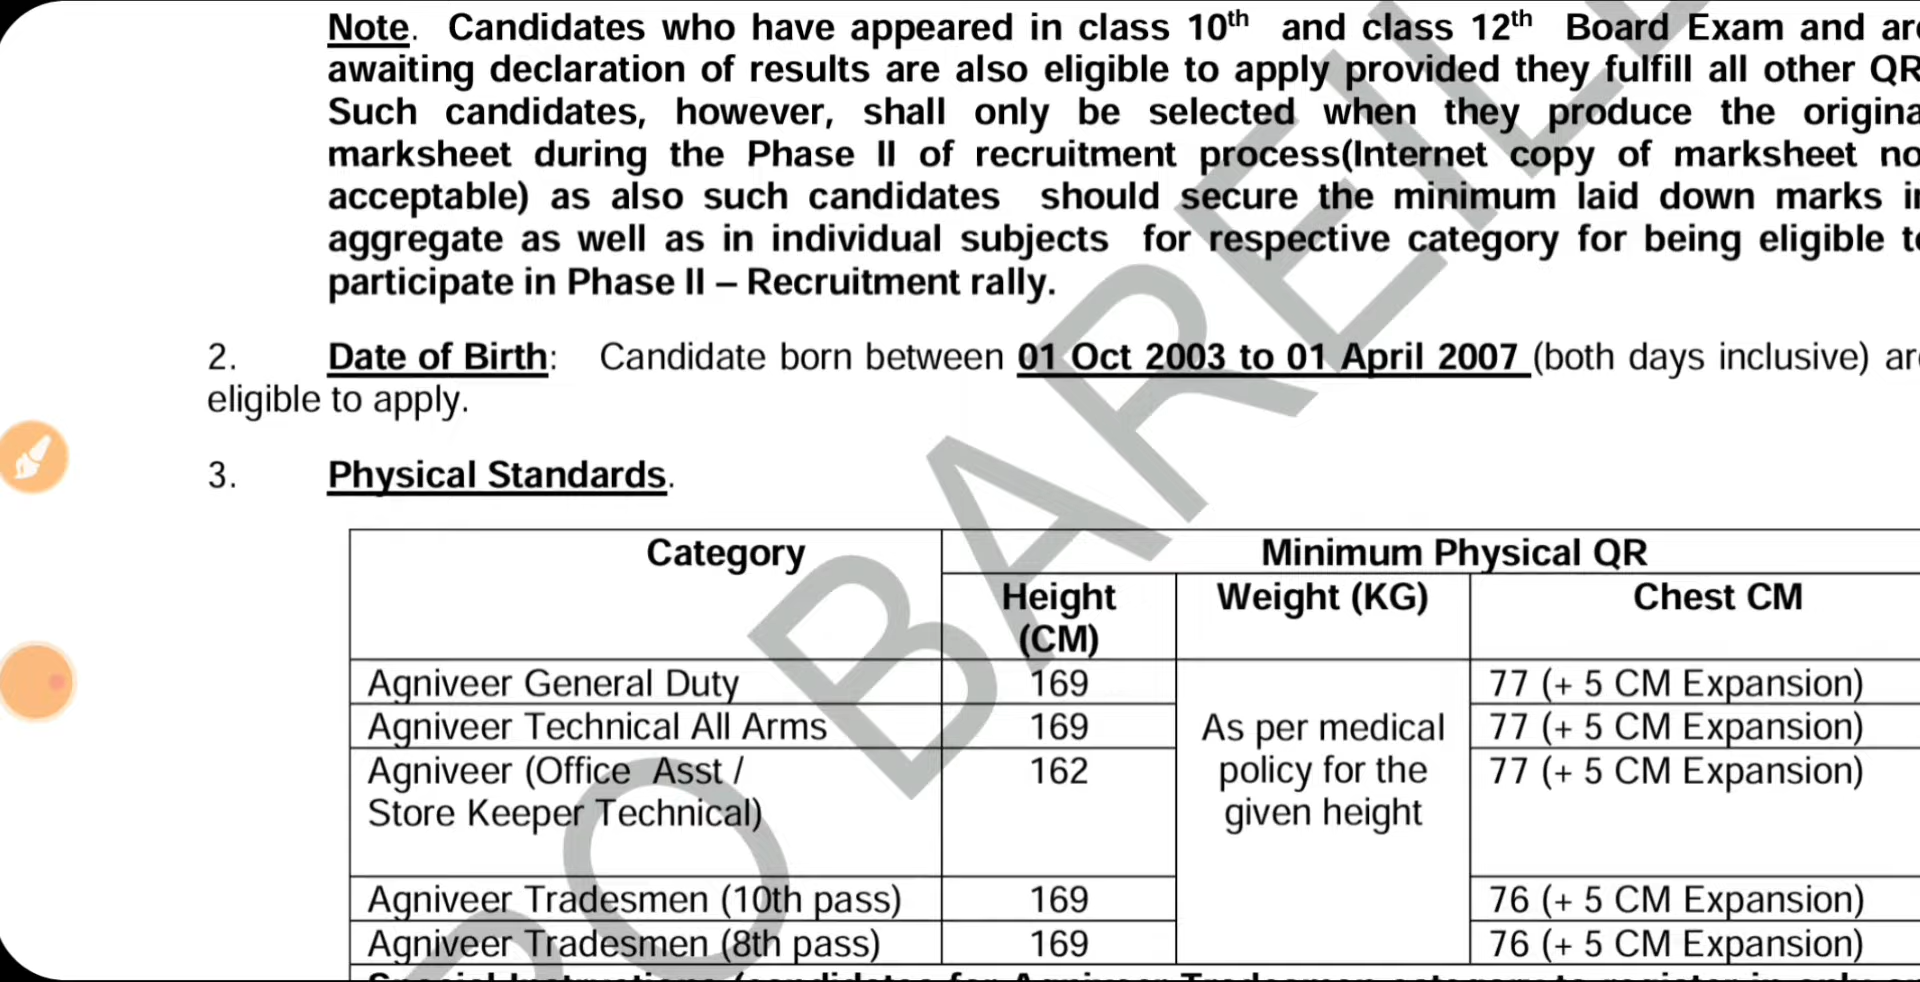 Note. Candidates who have appeared in class 10th and class 12th Board Exam and
awaiting declaration of results are also eligible to apply provided they fulfill all other QR
Such candidates, however, shall only be selected when they produce the
marksheet during the Phase II of recruitment process(Internet copy of marksheet
acceptable) as also such candidates should secure the minimum laid down marks
aggregate as well as in individual subjects for respective category for being eligible
participate in Phase II – Recruitment rally.
2. Date of Birth: Candidate born between 01 Oct 2003 to 01 April 2007 (both days inclusive)
eligible to apply.
3. Physical Standards.
Category Minimum Physical QR
Height (CM) Weight (KG) Chest CM
Agniveer General Duty 169 77 (+ 5 CM Expansion)
Agniveer Technical All Arms 169 As per medical 77 (+ 5 CM Expansion)
Agniveer (Office Asst / 162 policy for the 77 (+ 5 CM Expansion)
Store Keeper Technical) given height
Agniveer Tradesmen (10th pass) 169 76 (+ 5 CM Expansion)
Agniveer Tradesmen (8th pass) 169 76 (+ 5 CM Expansion)